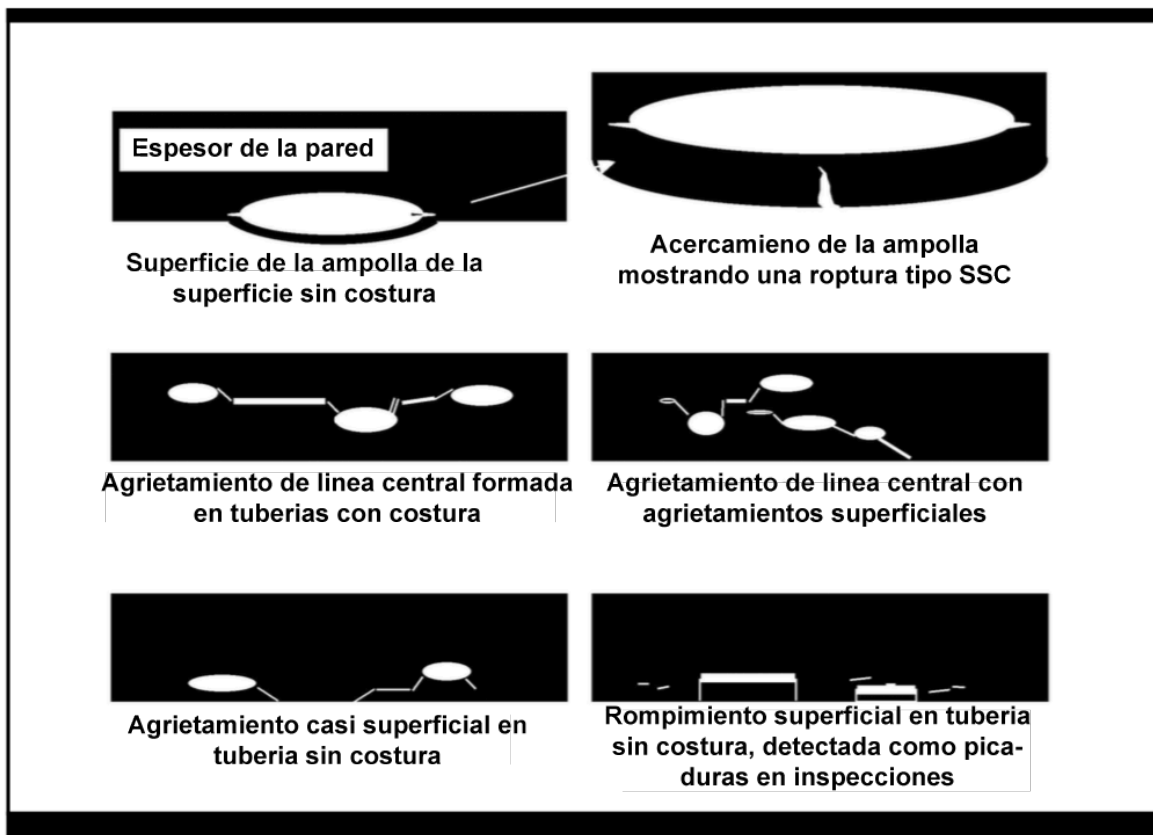 Espesor de la pared
Superficie de la ampolla de la
superficie sin costura
Acercamieno de la ampolla
mostrando una roptura tipo SSC
Agrietamiento de linea central formada
en tuberias con costura
Agrietamiento de linea central con
agrietamientos superficiales
Agrietamiento casi superficial en
tuberia sin costura
Rompimiento superficial en tuberia
sin costura, detectada como pica-
duras en inspecciones